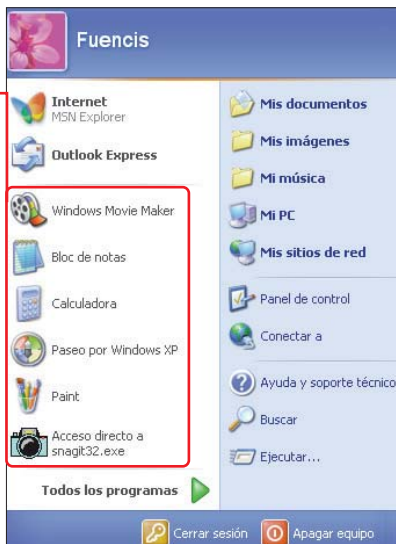 Fuencis
Internet
MSN Explorer
Outlook Express
Windows Movie Maker
Bloc de notas
Calculadora
Paseo por Windows XP
Paint
Acceso directo a
snagit32.exe
Todos los programas
Mis documentos
Mis imágenes
Mi música
Mi PC
Mis sitios de red
Panel de control
Conectar a
Ayuda y soporte técnico
Buscar
Ejecutar...
Cerrar sesión
Apagar equipo